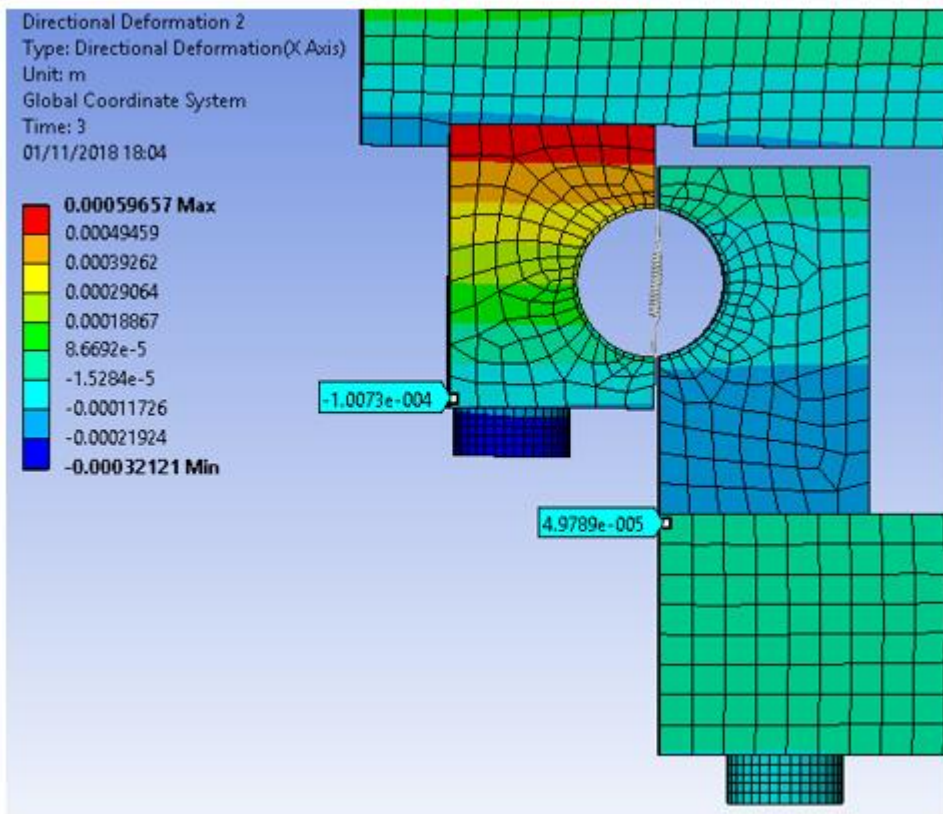 Directional Deformation 2
Type: Directional Deformation(X Axis)
Unit: m
Global Coordinate System
Time: 3
01/11/2018 18:04
0.00059657 Max
0.00049459
0.00039262
0.00029064
0.00018867
8.6692e-5
-1.5284e-5
-0.00011726
-0.00021924
-0.00032121 Min
-1.0073e-004
4.9789e-005